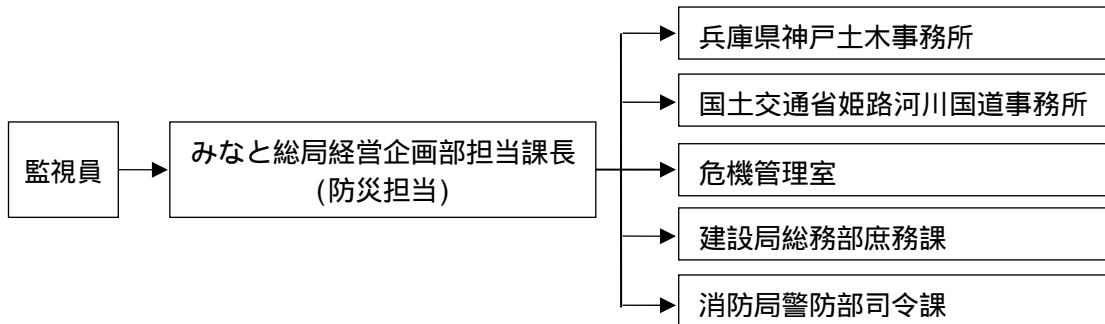 監視員
みなと総局経営企画部担当課長
(防災担当)
兵庫県神戸土木事務所
国土交通省姫路河川国道事務所
危機管理室
建設局総務部庶務課
消防局警防部司令課